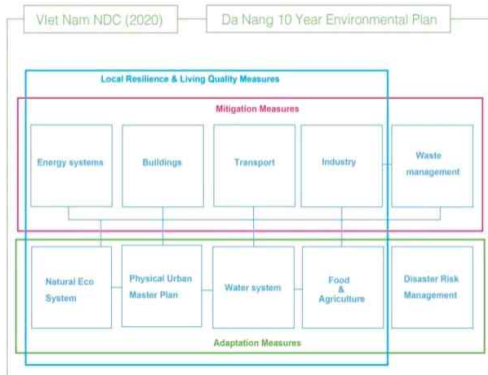 VIet Nam NDC (2020)
Da Nang 10 Year Environmental Plan
Local Resilience & Living Quality Measures
Mitigation Measures
Energy systems
Buildings
Transport
Industry
Waste
management
Natural Eco
System
Physical Urban
Master Plan
Water system
Food
&
Agriculture
Disaster Risk
Management
Adaptation Measures